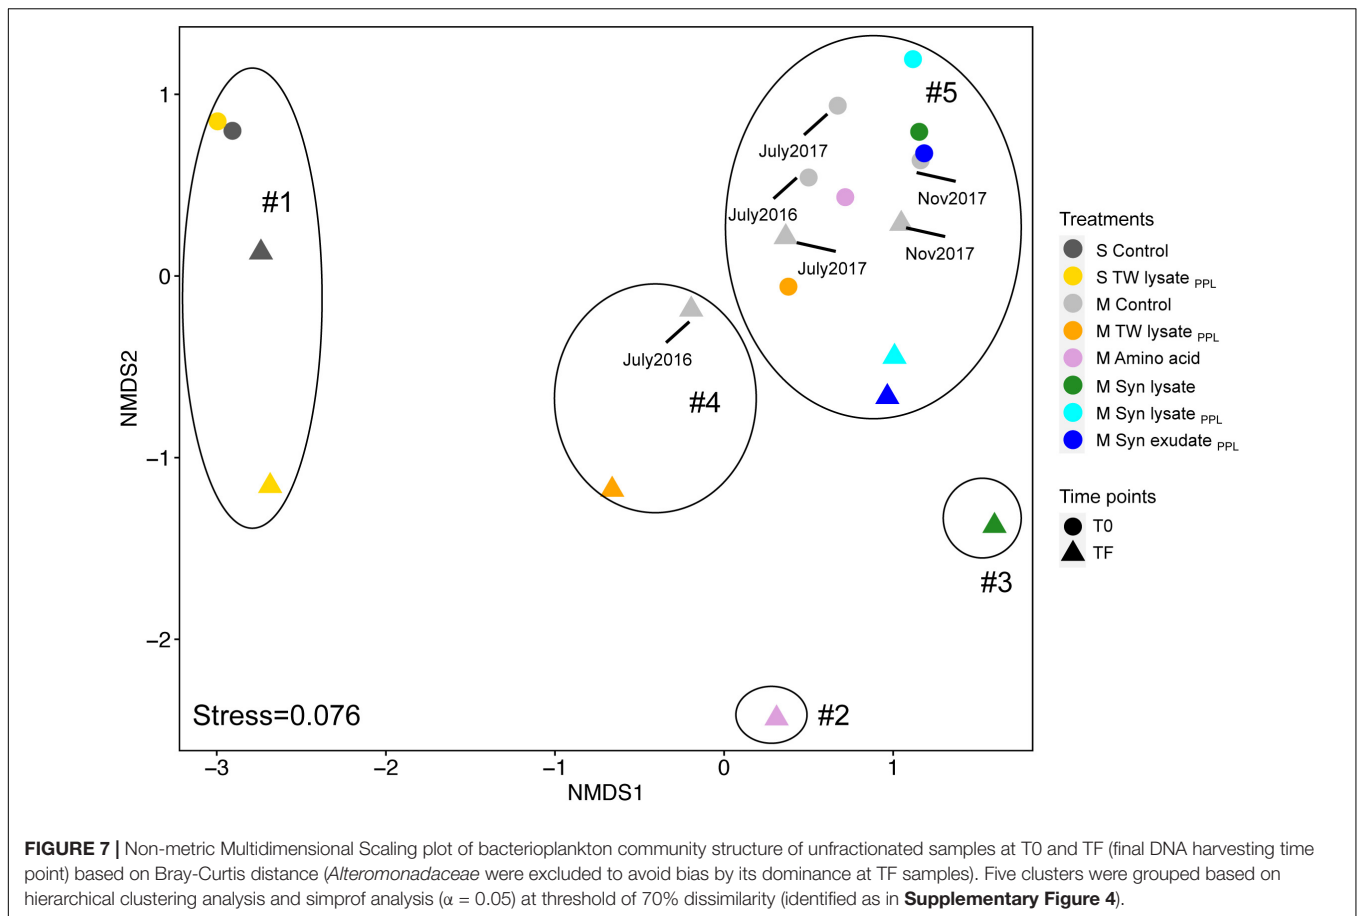 1
0
−1
−2
NMDS2
−3
−2
−1
0
1
NMDS1
#1
#5
July2017
July2016
Nov2017
Nov2017
July2017
July2016
#4
#3
#2
Stress=0.076
Treatments
S Control
S TW lysate PPL
M Control
M TW lysate PPL
M Amino acid
M Syn lysate
M Syn lysate PPL
M Syn exudate PPL
Time points
T0
TF
FIGURE 7 | Non-metric Multidimensional Scaling plot of bacterioplankton community structure of unfractionated samples at T0 and TF (final DNA harvesting time
point) based on Bray-Curtis distance (Alteromonadaceae were excluded to avoid bias by its dominance at TF samples). Five clusters were grouped based on
hierarchical clustering analysis and simprof analysis (α = 0.05) at threshold of 70% dissimilarity (identified as in Supplementary Figure 4).